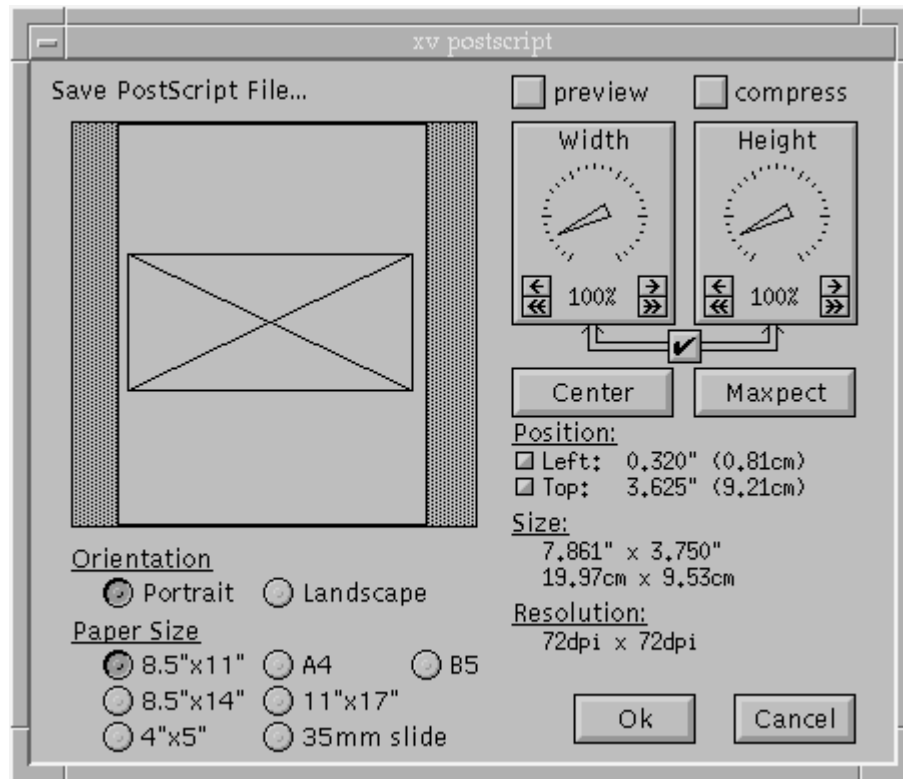 xv postscript
Save PostScript File...
preview
compress
Width
Height
100%
100%
Center
Maxpect
Position:
Left: 0.320" (0.81cm)
Top: 3.625" (9.21cm)
Size:
7.861" x 3.750"
19.97cm x 9.53cm
Resolution:
72dpi x 72dpi
Orientation
Portrait Landscape
Paper Size
8.5"x11" A4 B5
8.5"x14" 11"x17"
4"x5" 35mm slide
Ok
Cancel